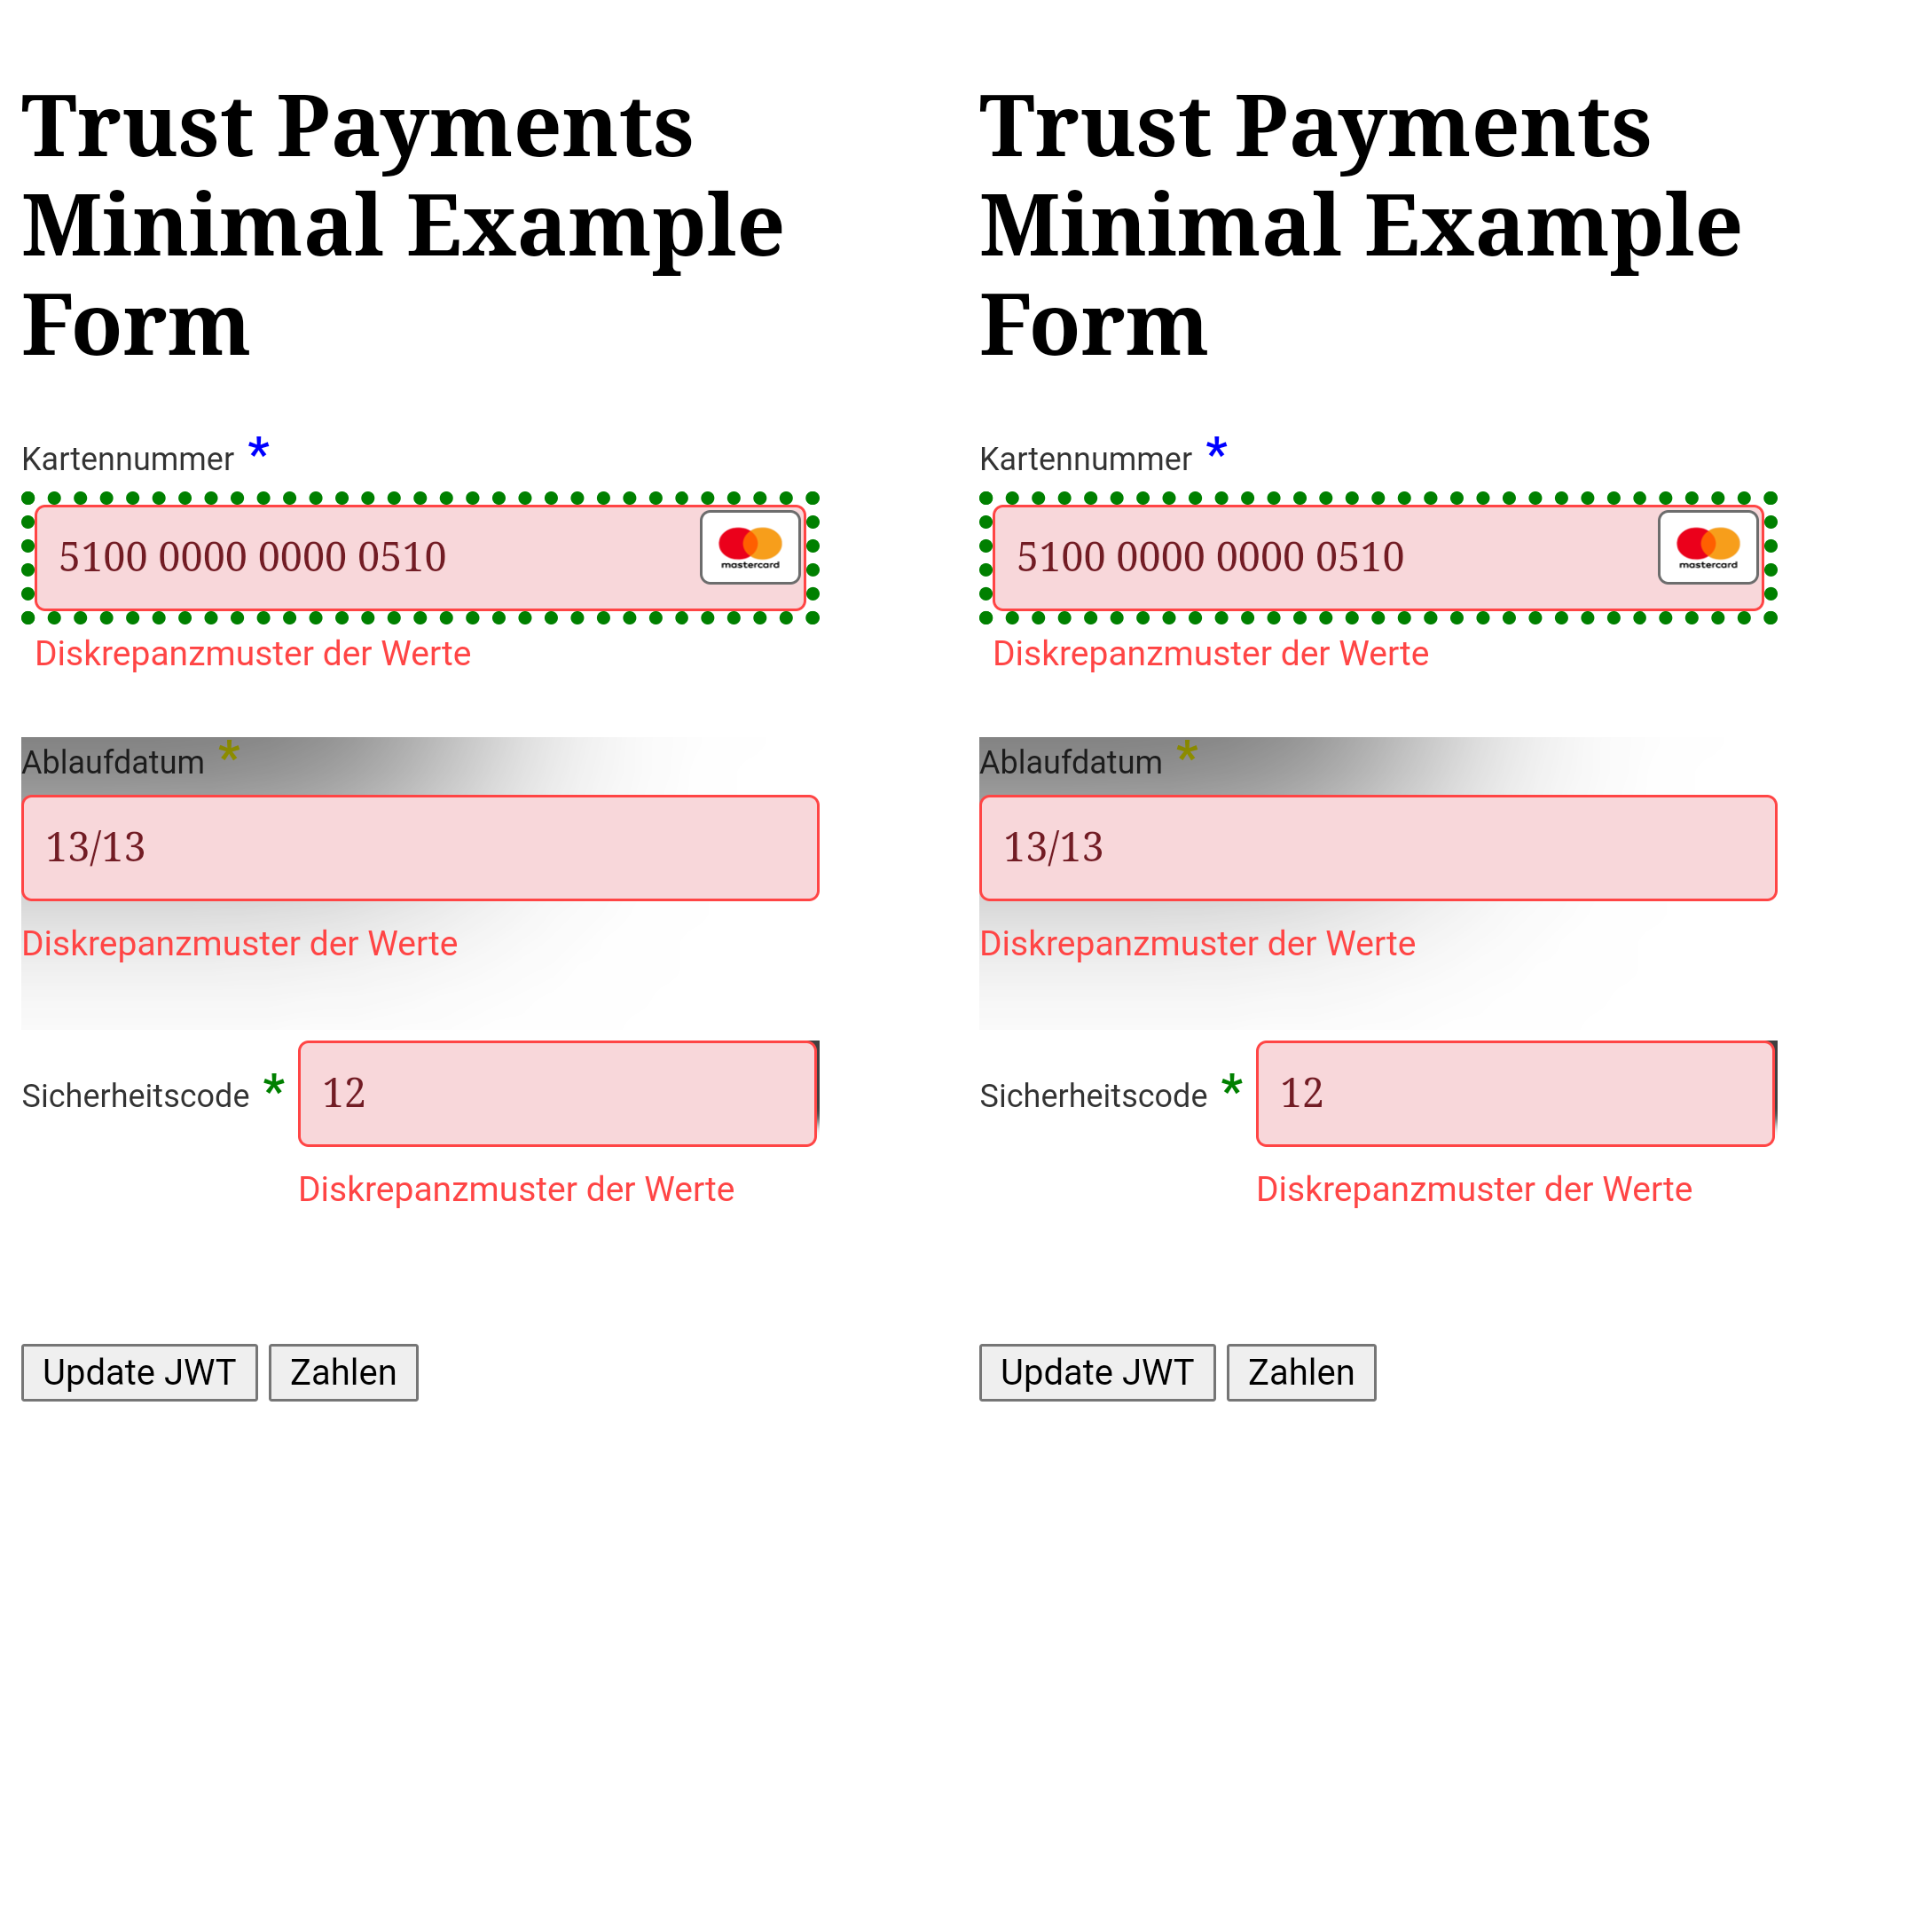 Trust Payments
Minimal Example
Form
Kartennummer *
5100 0000 0000 0510
mastercard
Diskrepanzmuster der Werte
Ablaufdatum *
13/13
Diskrepanzmuster der Werte
Sicherheitscode *
12
Diskrepanzmuster der Werte
Update JWT
Zahlen
Trust Payments
Minimal Example
Form
Kartennummer *
5100 0000 0000 0510
mastercard
Diskrepanzmuster der Werte
Ablaufdatum *
13/13
Diskrepanzmuster der Werte
Sicherheitscode *
12
Diskrepanzmuster der Werte
Update JWT
Zahlen